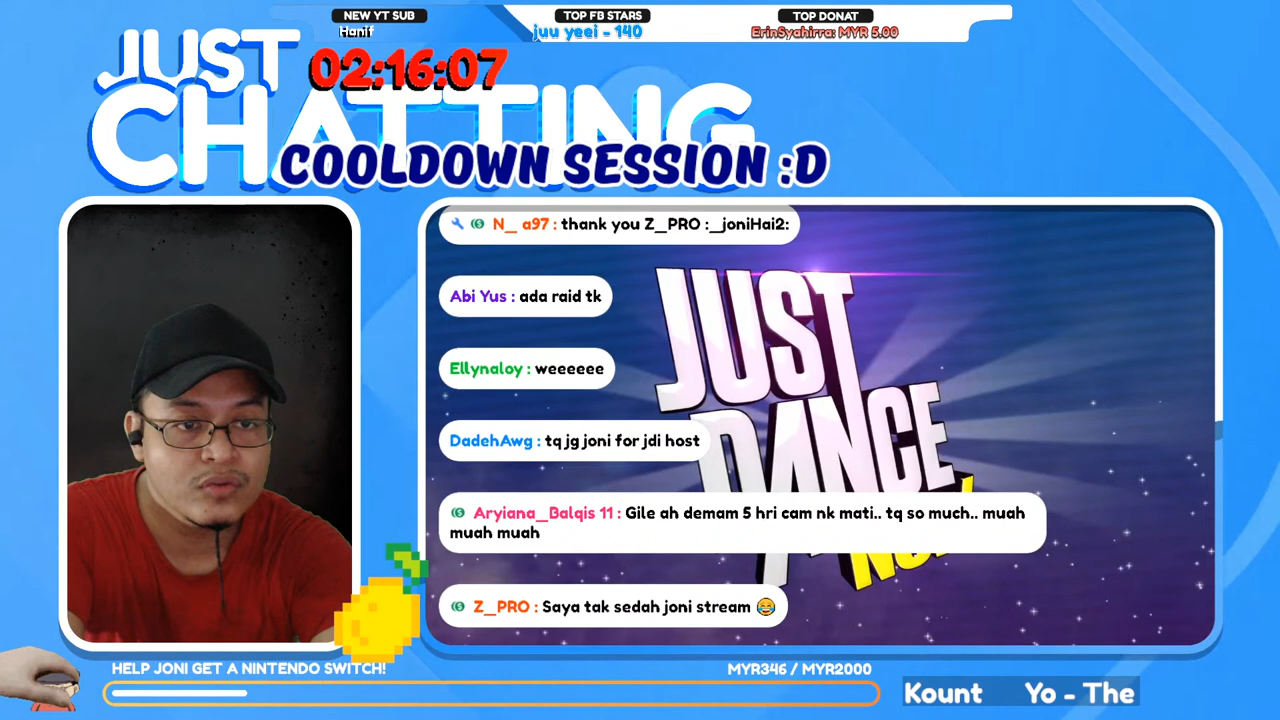 NEW YT SUB
Hanif
TOP FB STARS
juu yeei - 140
TOP DONAT
ErinSyahirra: MYR 5.00
JUST
02:16:07
CHATTING
COOLDOWN SESSION :D
N_ a97 : thank you Z_PRO :_joniHai2:
Abi Yus : ada raid tk
Ellynaloy : weeeeee
DadehAwg : tq jg joni for jdi host
Aryiana_Balqis 11 : Gile ah demam 5 hri cam nk mati.. tq so much.. muah
muah muah
Z_PRO : Saya tak sedah joni stream 😂
JUST
DANCE
HELP JONI GET A NINTENDO SWITCH!
MYR346 / MYR2000
Kount Yo - The